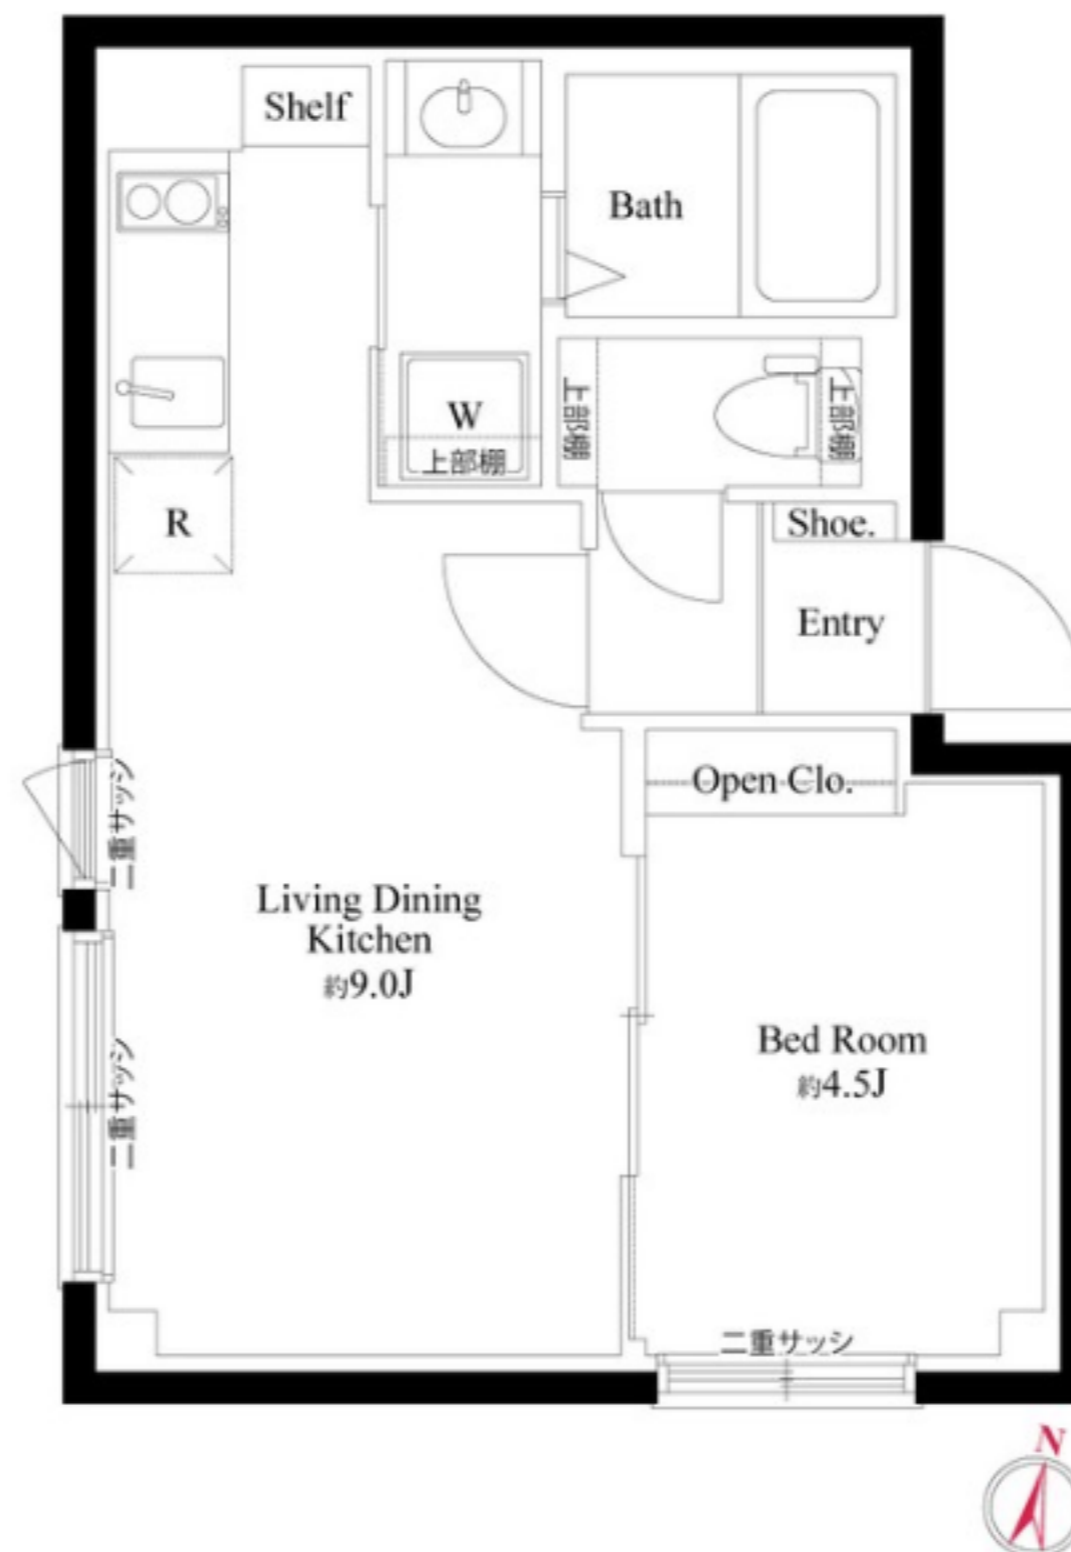 Shelf
Bath
W
上部棚
上部棚
上部棚
R
Shoe.
Entry
Open Clo.
二重サッシ
Living Dining
Kitchen
約9.0J
Bed Room
約4.5J
二重サッシ
二重サッシ
N